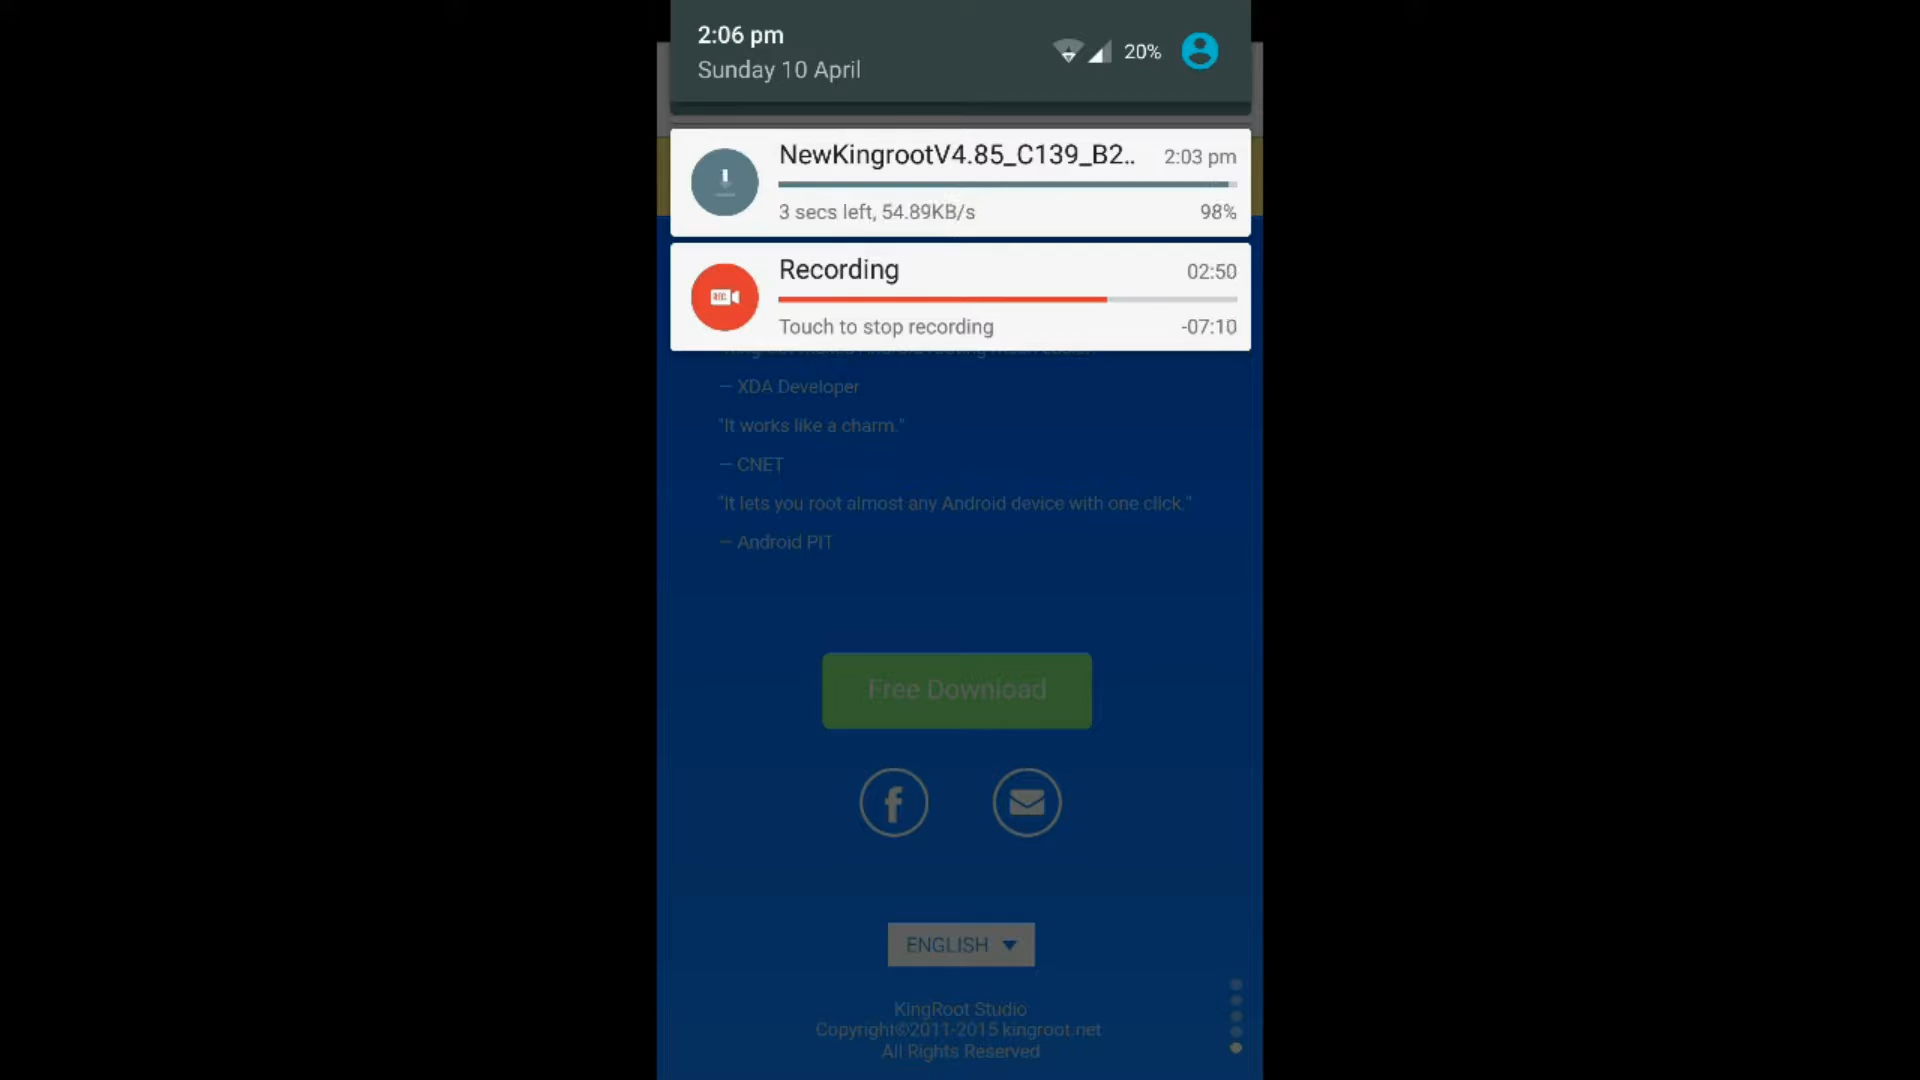 2:06 pm
20%
Sunday 10 April
NewKingrootV4.85_C139_B2..
2:03 pm
3 secs left, 54.89KB/s
98%
REC
Recording
02:50
Touch to stop recording
-07:10
— XDA Developer
"It works like a charm."
— CNET
"It lets you root almost any Android device with one click."
— Android PIT
Free Download
ENGLISH
KingRoot Studio
Copyright©2011-2015 kingroot.net
All Rights Reserved